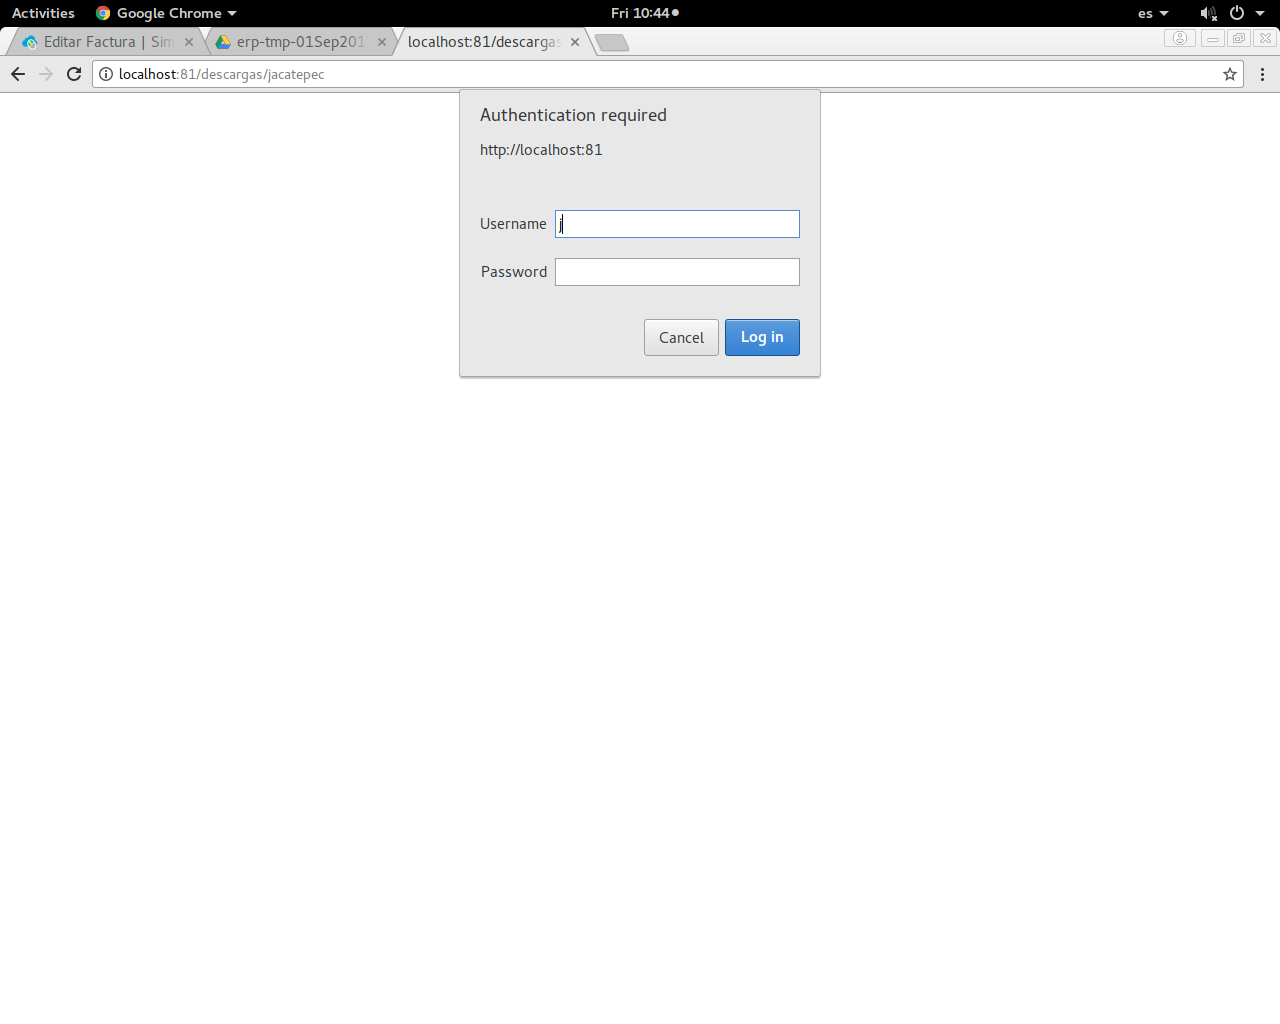 Activities Google Chrome Fri 10:44 es
Editar Factura | Sim erp-tmp-01Sep201 localhost:81/descargas
localhost:81/descargas/jacatepec
Authentication required
http://localhost:81
Username j
Password
Cancel Log in